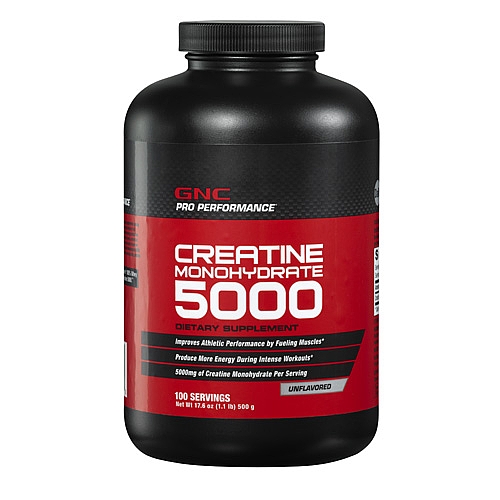 GNC
PRO PERFORMANCE
CREATINE
MONOHYDRATE
5000
DIETARY SUPPLEMENT
Improves Athletic Performance by Fueling Muscles*
Produce More Energy During Intense Workouts*
5000mg of Creatine Monohydrate Per Serving
UNFLAVORED
100 SERVINGS
Net Wt 17.6 oz (1.1 lb) 500 g